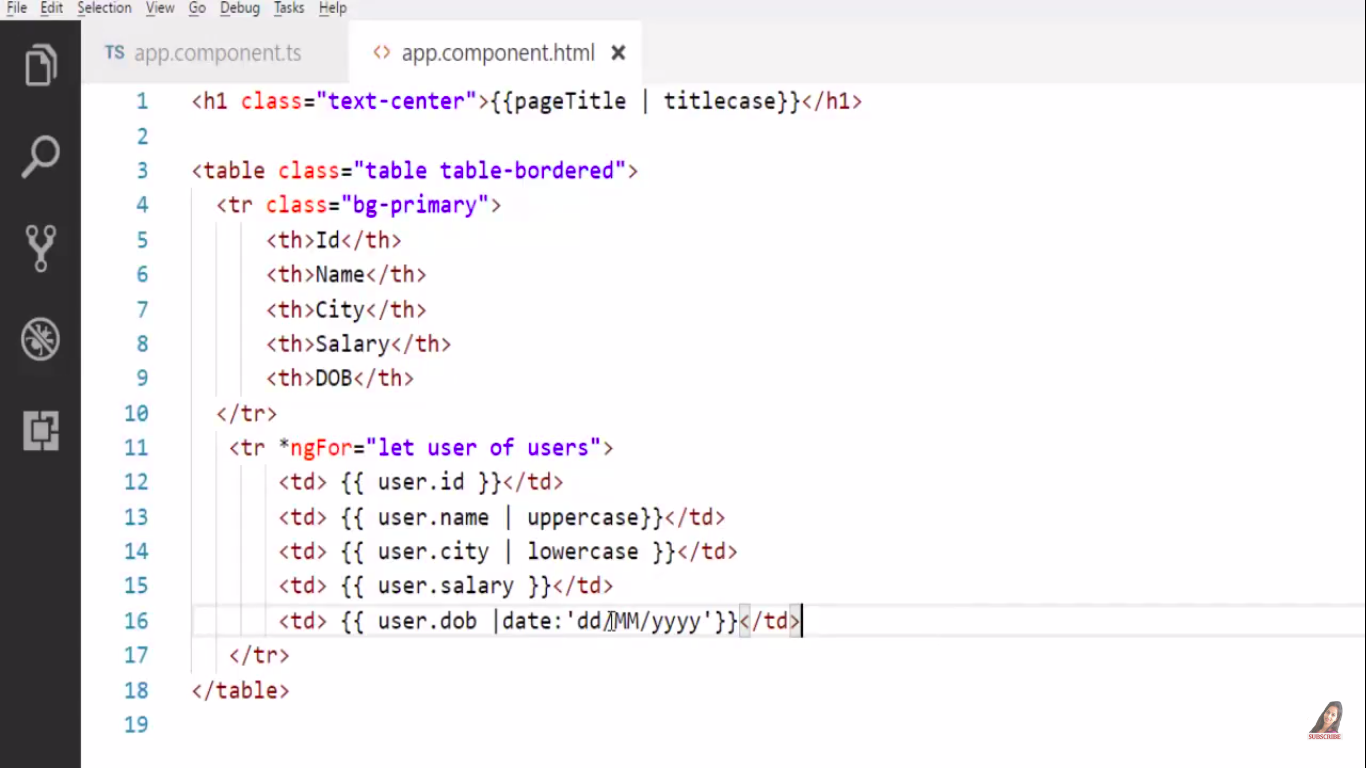 File Edit Selection View Go Debug Tasks Help
TS app.component.ts <> app.component.html ×
1 <h1 class="text-center">{{pageTitle | titlecase}}</h1>
2
3 <table class="table table-bordered">
4 <tr class="bg-primary">
5 <th>Id</th>
6 <th>Name</th>
7 <th>City</th>
8 <th>Salary</th>
9 <th>DOB</th>
10 </tr>
11 <tr *ngFor="let user of users">
12 <td> {{ user.id }}</td>
13 <td> {{ user.name | uppercase}}</td>
14 <td> {{ user.city | lowercase }}</td>
15 <td> {{ user.salary }}</td>
16 <td> {{ user.dob |date:'dd/MM/yyyy'}}</td>
17 </tr>
18 </table>
19
SUBSCRIBE